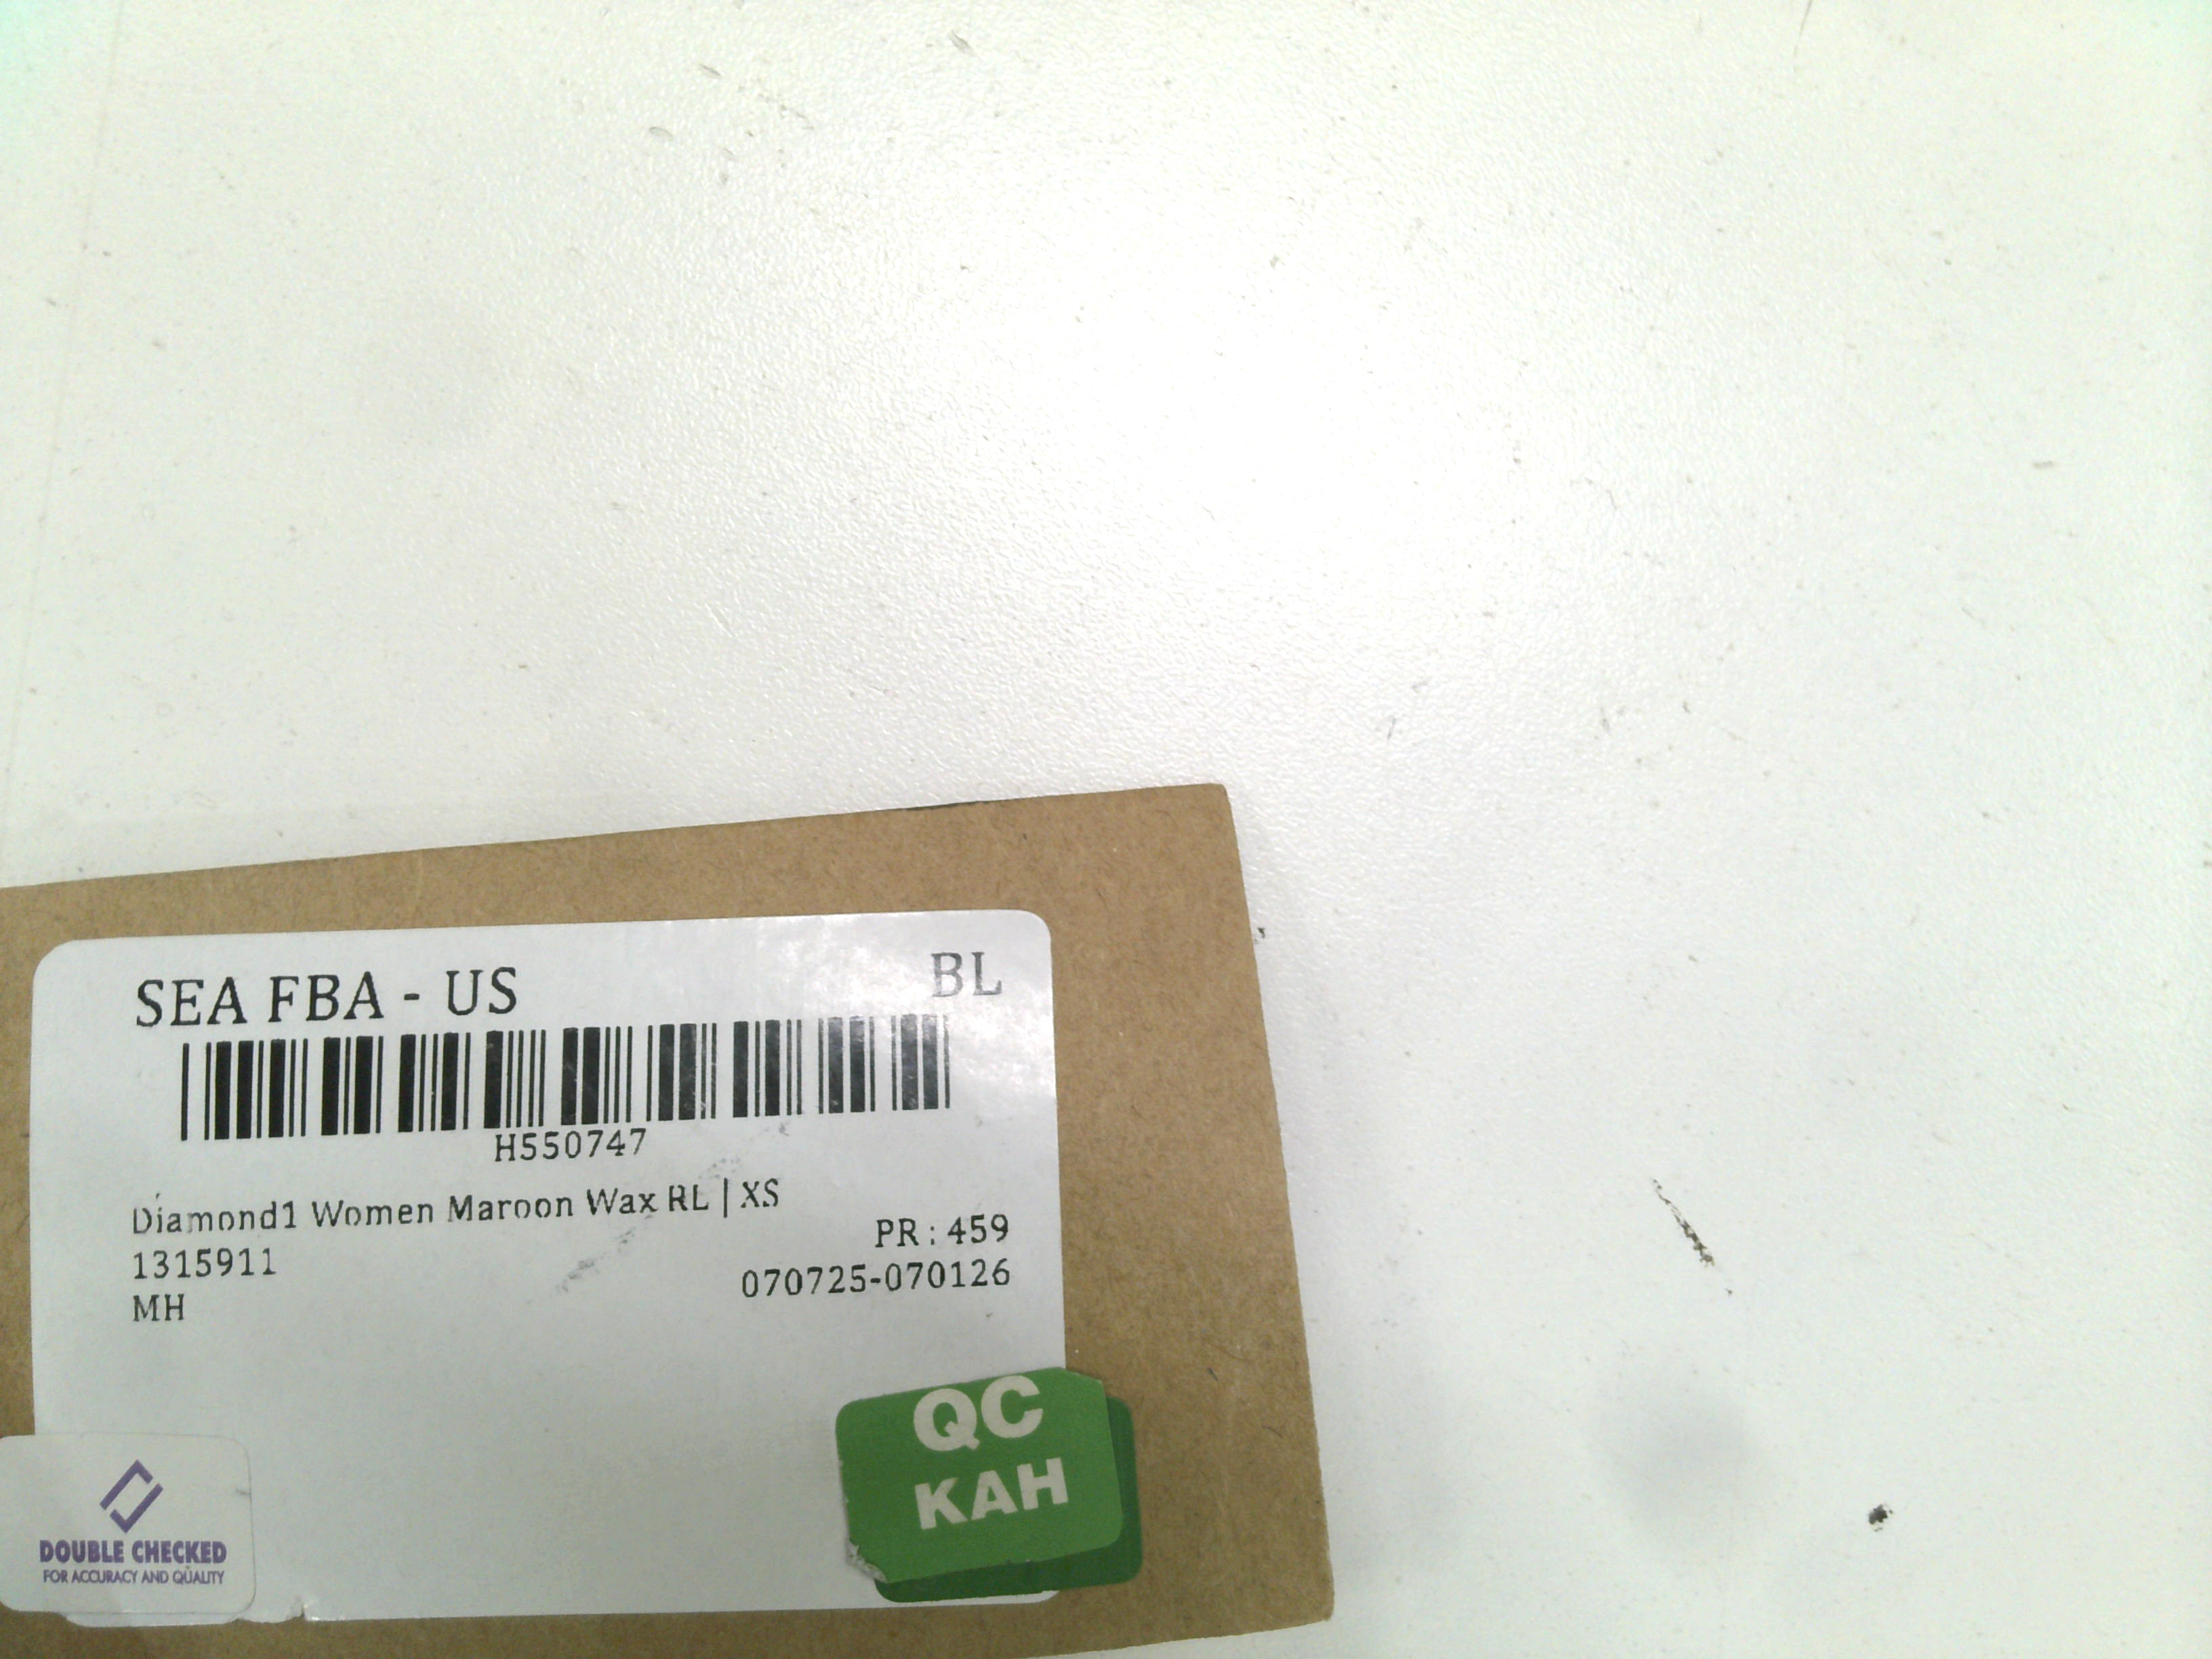 SEA FBA - US
BL
H550747
Diamond1 Women Maroon Wax RL | XS
1315911
PR : 459
MH
070725-070126
QC
KAH
DOUBLE CHECKED
FOR ACCURACY AND QUALITY